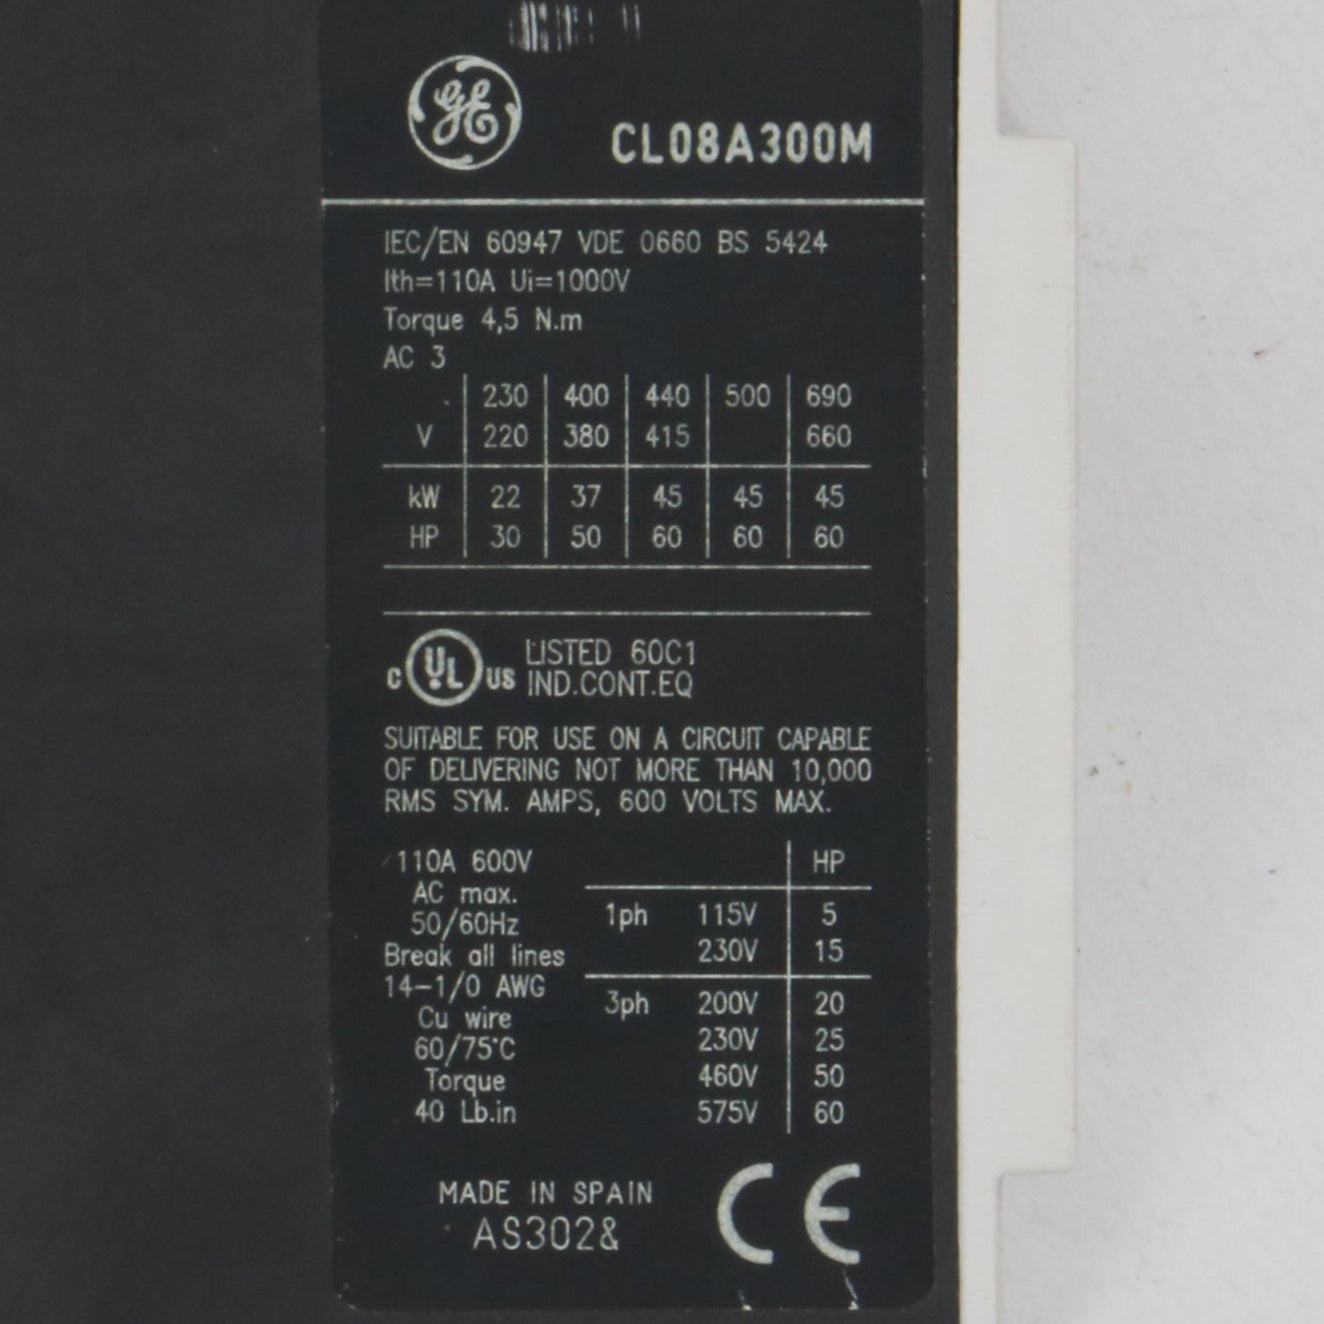 GE
CL08A300M
IEC/EN 60947 VDE 0660 BS 5424
Ith=110A Ui=1000V
Torque 4,5 N.m
AC 3
230 400 440 500 690
V 220 380 415 660
kW 22 37 45 45 45
HP 30 50 60 60 60
C UL US LISTED 60C1
IND.CONT.EQ
SUITABLE FOR USE ON A CIRCUIT CAPABLE
OF DELIVERING NOT MORE THAN 10,000
RMS SYM. AMPS, 600 VOLTS MAX.
110A 600V
AC max.
50/60Hz
Break all lines
14-1/0 AWG
Cu wire
60/75°C
Torque
40 Lb.in
HP
1ph 115V 5
230V 15
3ph 200V 20
230V 25
460V 50
575V 60
MADE IN SPAIN
AS302&
CE